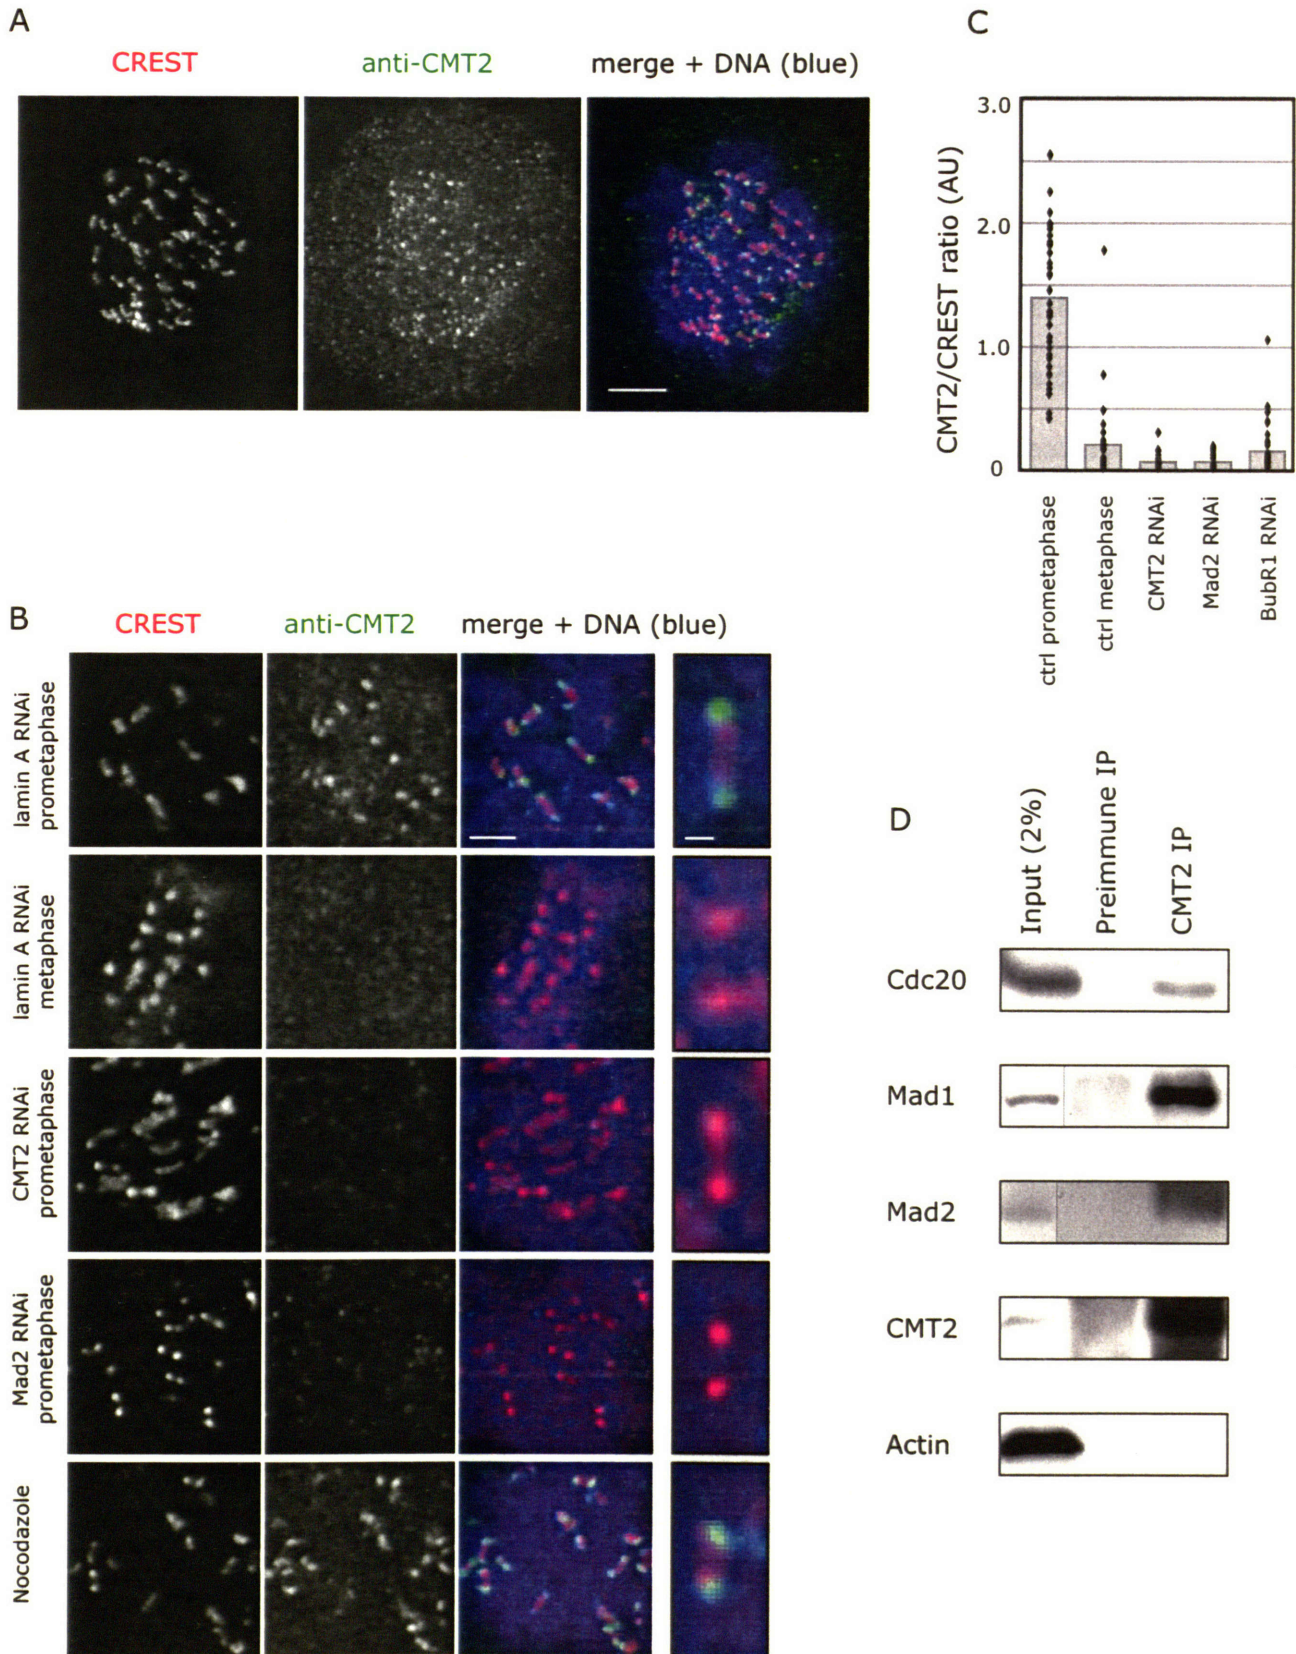 A
CREST
anti-CMT2
merge + DNA (blue)
B
CREST
anti-CMT2
merge + DNA (blue)
lamin A RNAi
prometaphase
lamin A RNAi
metaphase
CMT2 RNAi
prometaphase
Mad2 RNAi
prometaphase
Nocodazole
C
CMT2/CREST ratio (AU)
3.0
2.0
1.0
0
ctrl prometaphase
ctrl metaphase
CMT2 RNAi
Mad2 RNAi
BubR1 RNAi
D
Input (2%)
Preimmune IP
CMT2 IP
Cdc20
Mad1
Mad2
CMT2
Actin